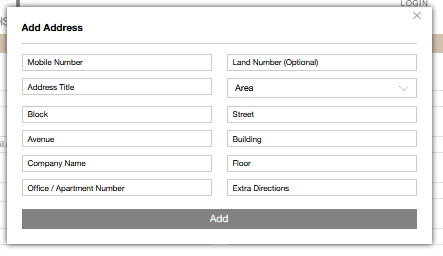 LOGIN
Add Address
Mobile Number
Land Number (Optional)
Address Title
Area
Block
Street
Avenue
Building
Company Name
Floor
Office / Apartment Number
Extra Directions
Add